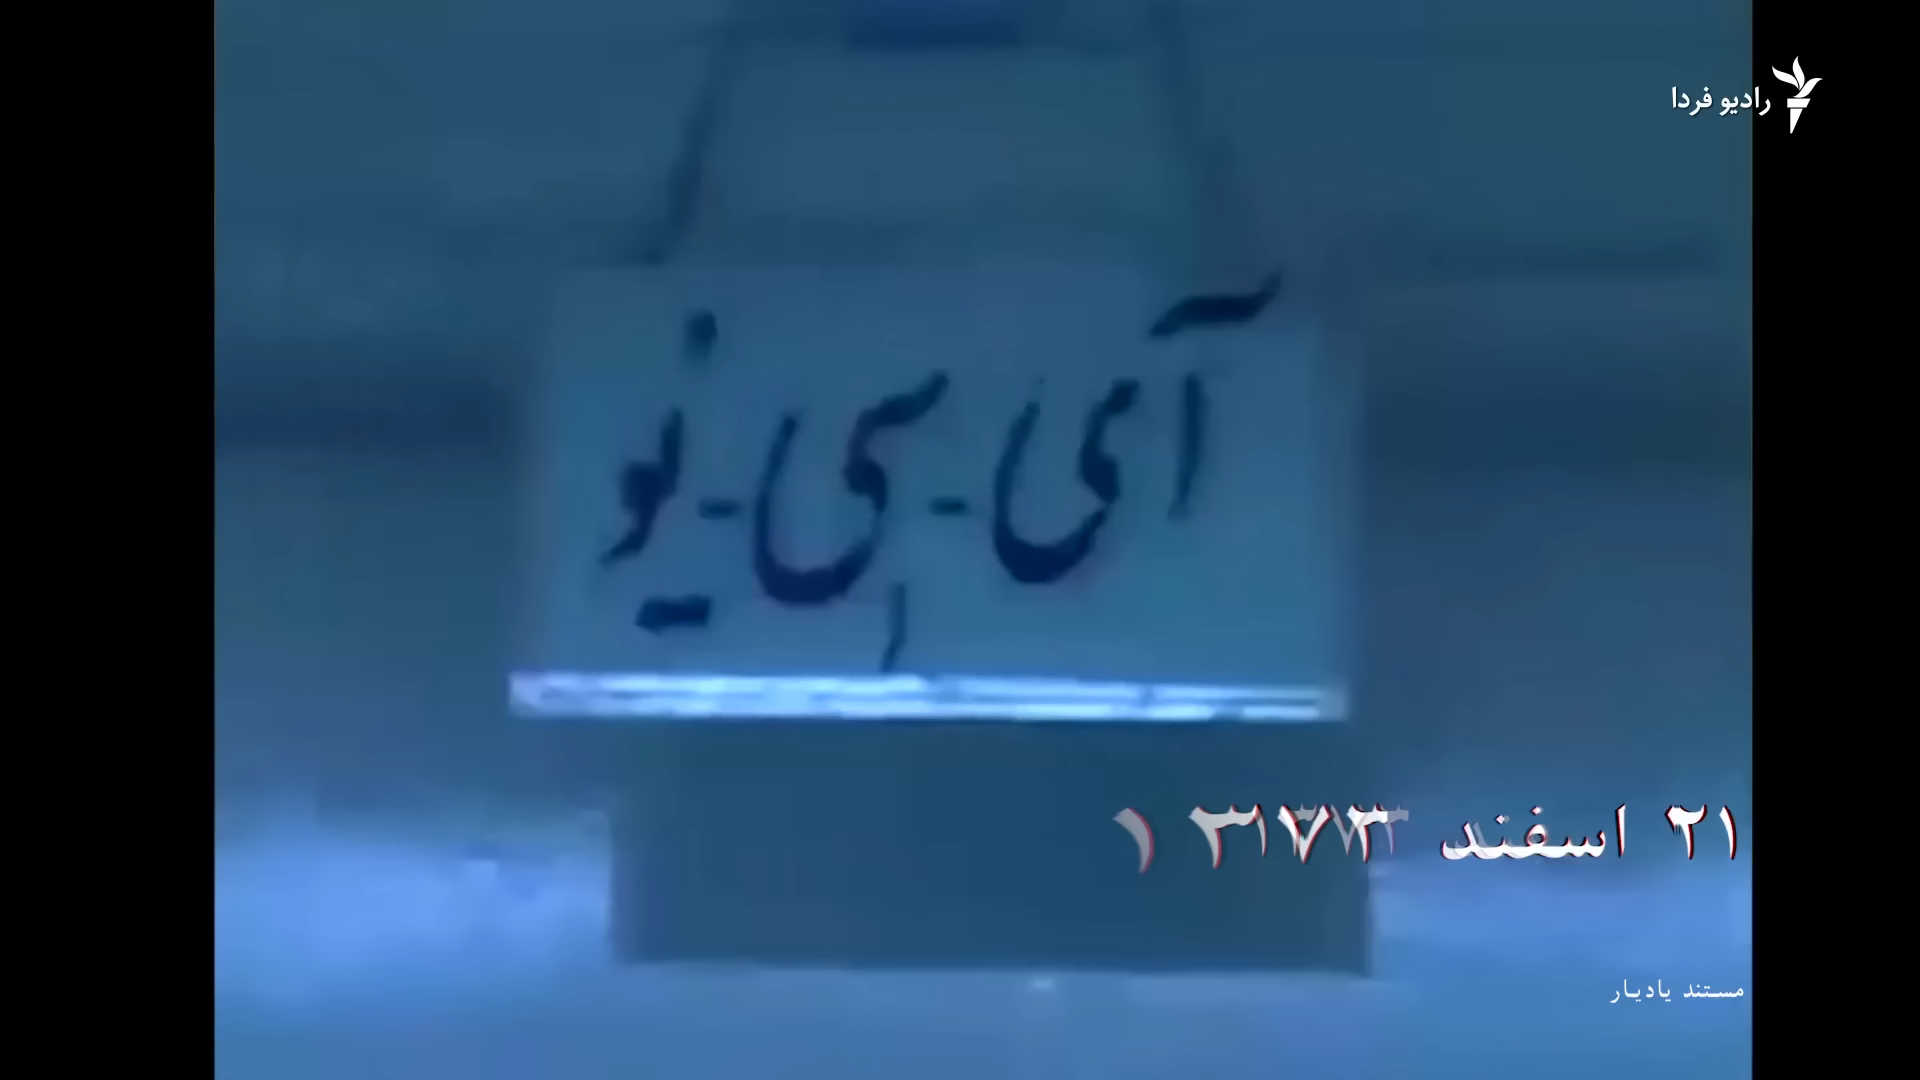 رادیو فردا
آی-سی-یو
۲۱ اسفند ۱۳۷۳
مستند یادیار